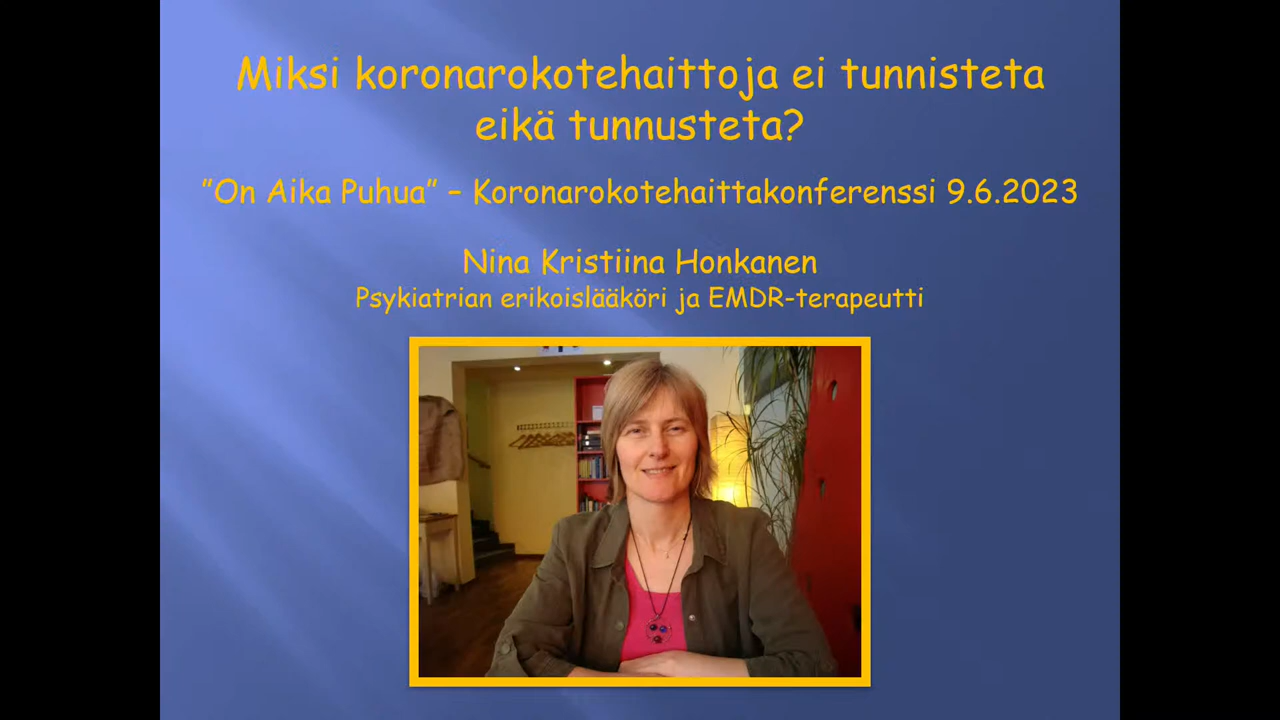 Miksi koronarokotehaittoja ei tunnisteta
eikä tunnusteta?
”On Aika Puhua” – Koronarokotehaittakonferenssi 9.6.2023
Nina Kristiina Honkanen
Psykiatrian erikoislääköri ja EMDR-terapeutti